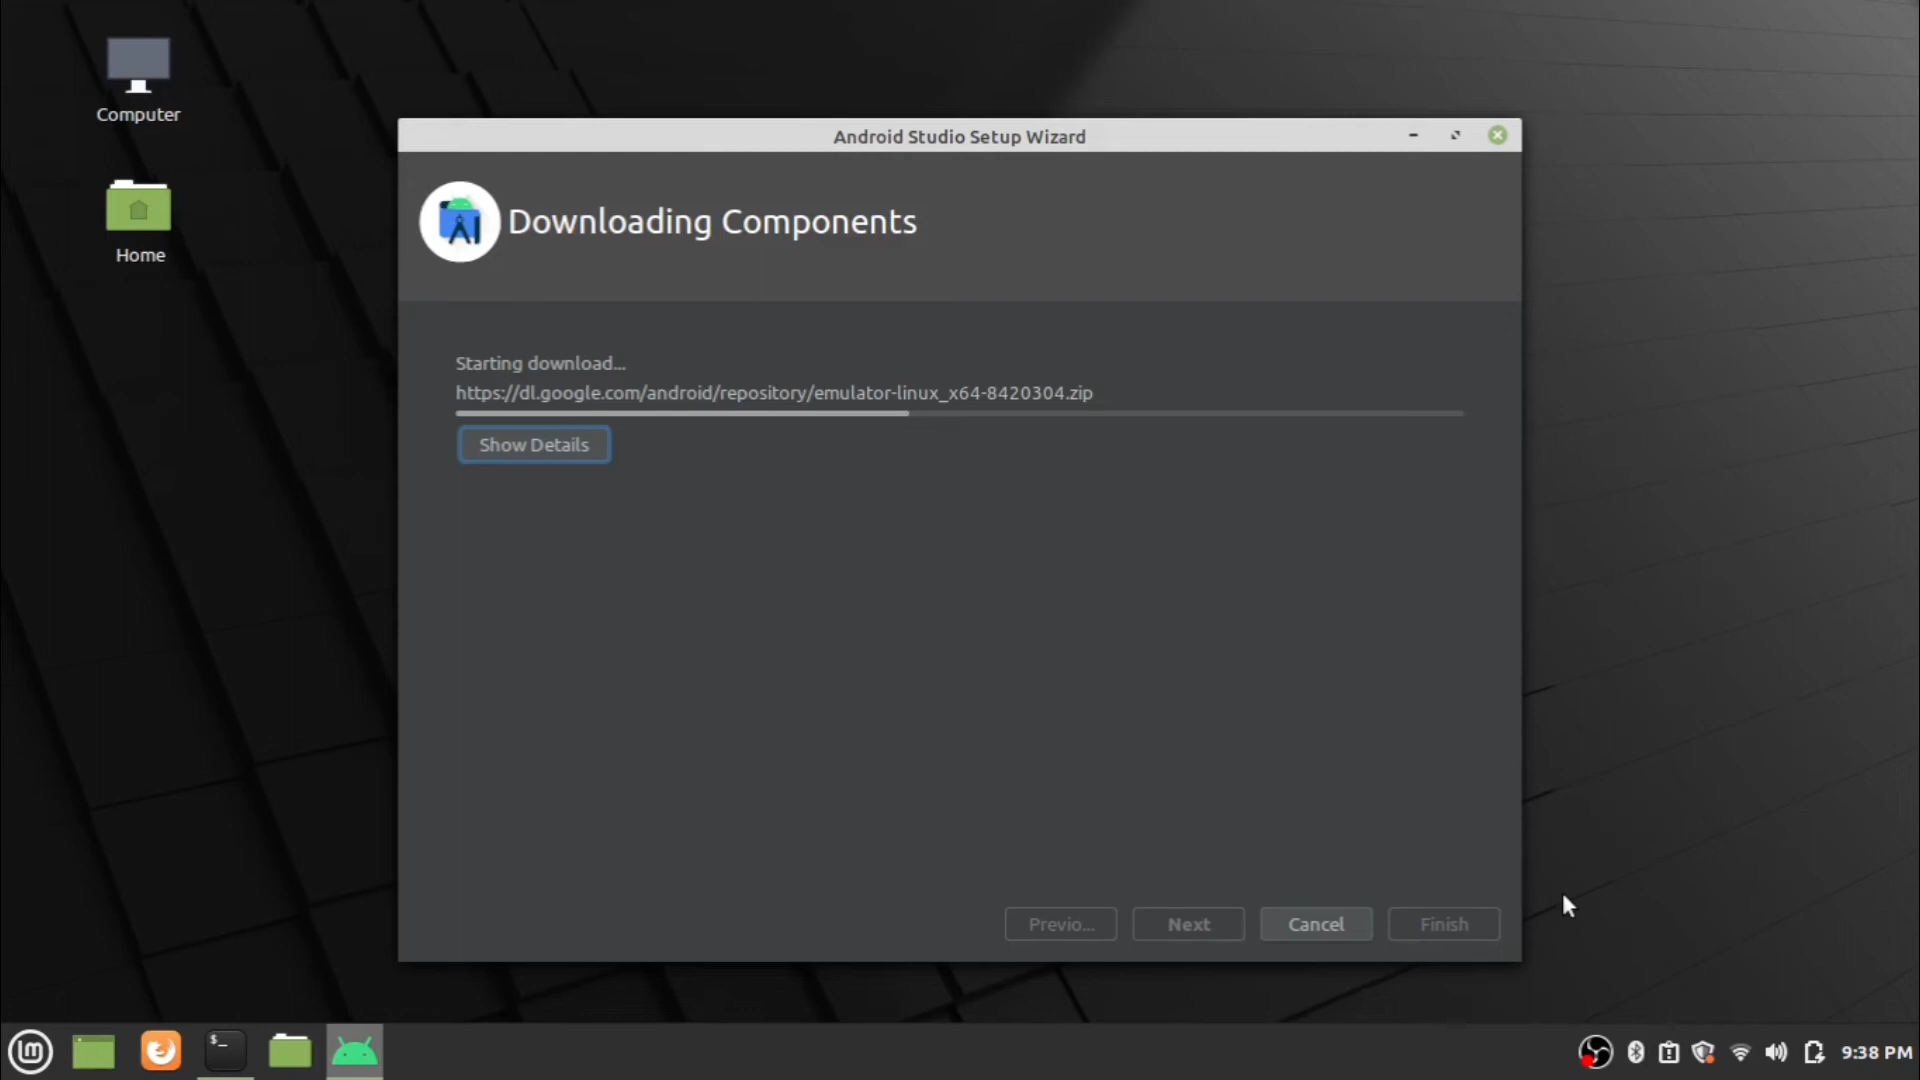 Computer
Home
Android Studio Setup Wizard
Downloading Components
Starting download...
https://dl.google.com/android/repository/emulator-linux_x64-8420304.zip
Show Details
Previo...
Next
Cancel
Finish
$_
9:38 PM